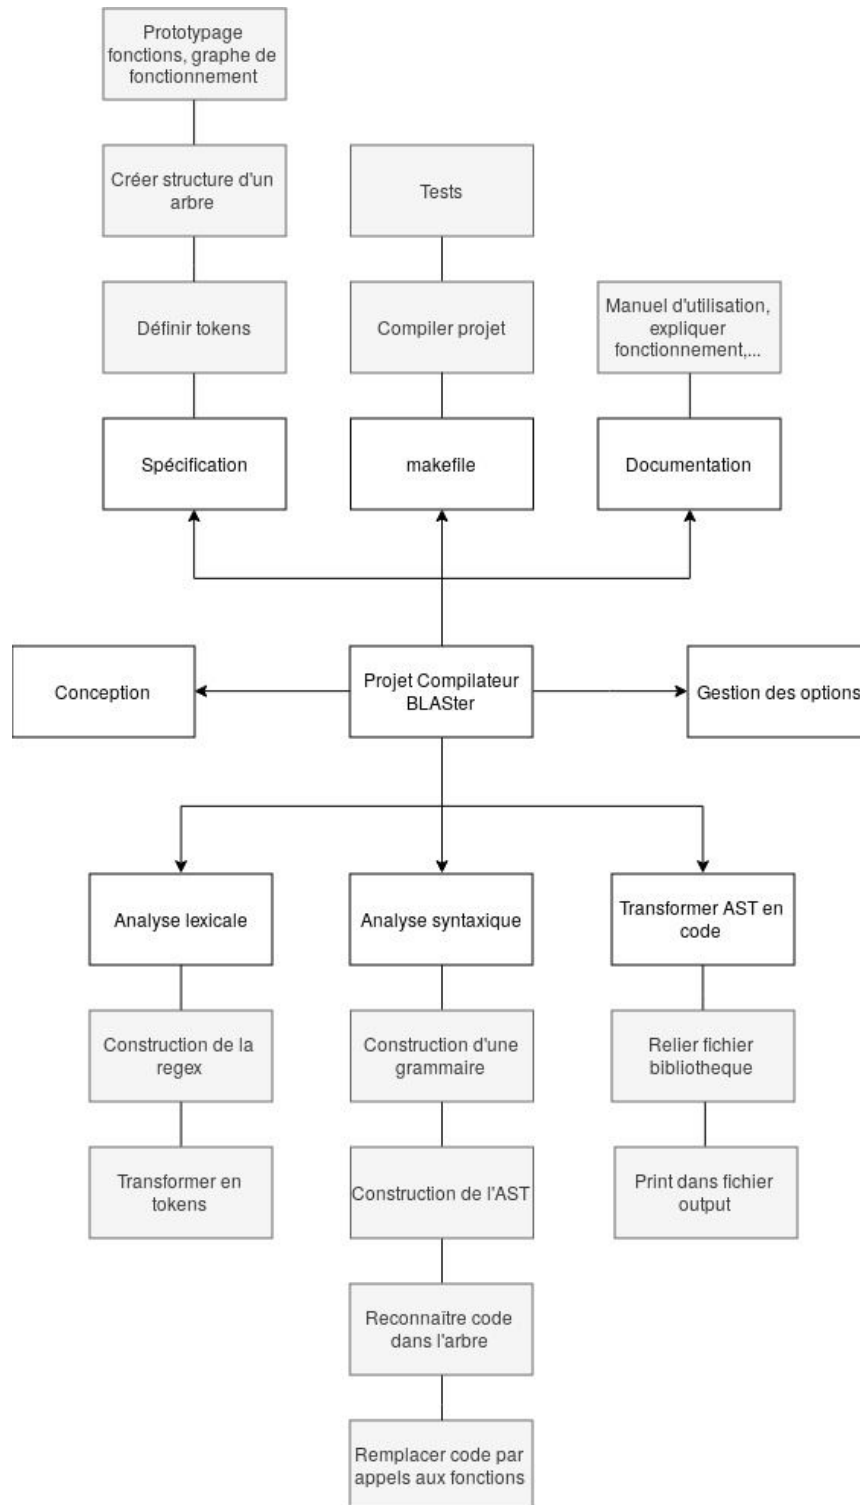 Prototypage
fonctions, graphe de
fonctionnement
Créer structure d'un
arbre
Tests
Définir tokens
Compiler projet
Manuel d'utilisation,
expliquer
fonctionnement,...
Spécification
makefile
Documentation
Conception
Projet Compilateur
BLASter
Gestion des options
Analyse lexicale
Analyse syntaxique
Transformer AST en
code
Construction de la
regex
Construction d'une
grammaire
Relier fichier
bibliotheque
Transformer en
tokens
Construction de l'AST
Print dans fichier
output
Reconnaïtre code
dans l'arbre
Remplacer code par
appels aux fonctions